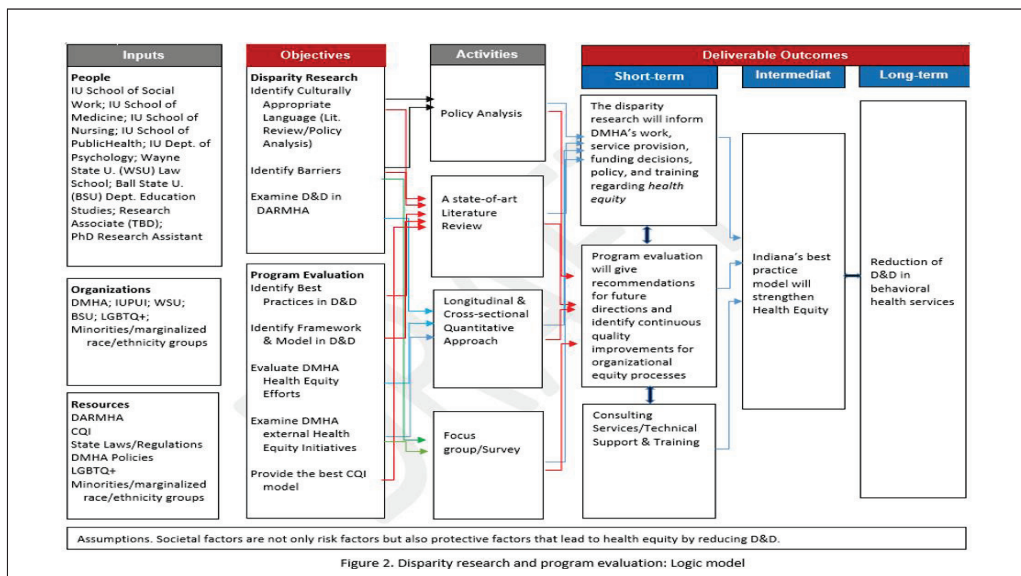 Inputs
People
IU School of Social
Work; IU School of
Medicine; IU School of
Nursing; IU School of
PublicHealth; IU Dept. of
Psychology; Wayne
State U. (WSU) Law
School; Ball State U.
(BSU) Dept. Education
Studies; Research
Associate (TBD);
PhD Research Assistant
Organizations
DMHA; IUPUI; WSU;
BSU; LGBTQ+;
Minorities/marginalized
race/ethnicity groups
Resources
DARMHA
CQI
State Laws/Regulations
DMHA Policies
LGBTQ+
Minorities/marginalized
race/ethnicity groups
Objectives
Disparity Research
Identify Culturally
Appropriate
Language (Lit.
Review/Policy
Analysis)
Identify Barriers
Examine D&D in
DARMHA
Program Evaluation
Identify Best
Practices in D&D
Identify Framework
& Model in D&D
Evaluate DMHA
Health Equity
Efforts
Examine DMHA
external Health
Equity Initiatives
Provide the best CQI
model
Activities
Policy Analysis
A state-of-art
Literature
Review
Longitudinal &
Cross-sectional
Quantitative
Approach
Focus
group/Survey
Deliverable Outcomes
Short-term
The disparity
research will inform
DMHA's work,
service provision,
funding decisions,
policy, and training
regarding health
equity
Program evaluation
will give
recommendations
for future
directions and
identify continuous
quality
improvements for
organizational
equity processes
Consulting
Services/Technical
Support & Training
Intermediat
Indiana's best
practice
model will
strengthen
Health Equity
Long-term
Reduction of
D&D in
behavioral
health services
Assumptions. Societal factors are not only risk factors but also protective factors that lead to health equity by reducing D&D.
Figure 2. Disparity research and program evaluation: Logic model
DRAFT